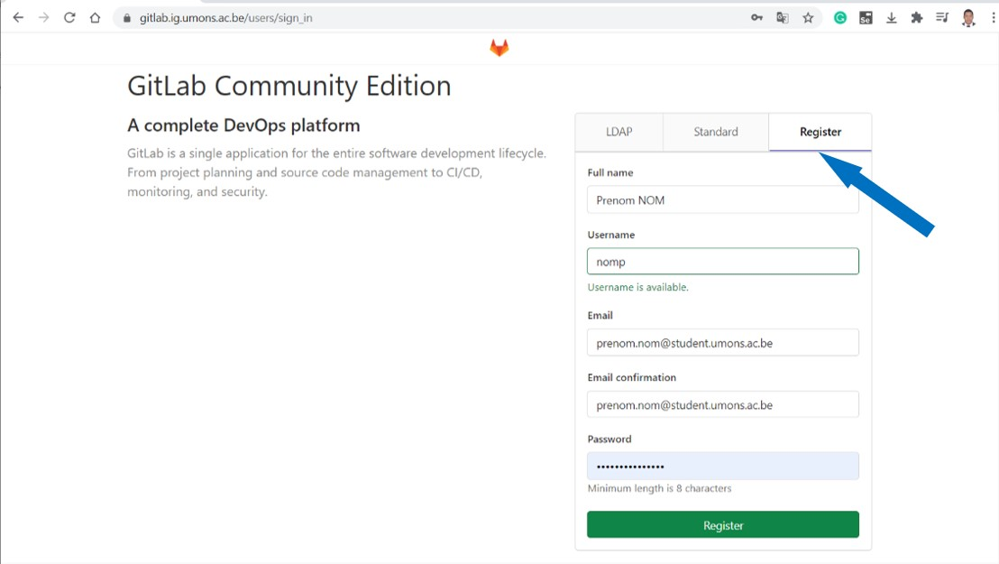 gitlab.ig.umons.ac.be/users/sign_in
Se
GitLab Community Edition
A complete DevOps platform
GitLab is a single application for the entire software development lifecycle.
From project planning and source code management to CI/CD,
monitoring, and security.
LDAP
Standard
Register
Full name
Prenom NOM
Username
nomp
Username is available.
Email
prenom.nom@student.umons.ac.be
Email confirmation
prenom.nom@student.umons.ac.be
Password
•••••••••••••••
Minimum length is 8 characters
Register